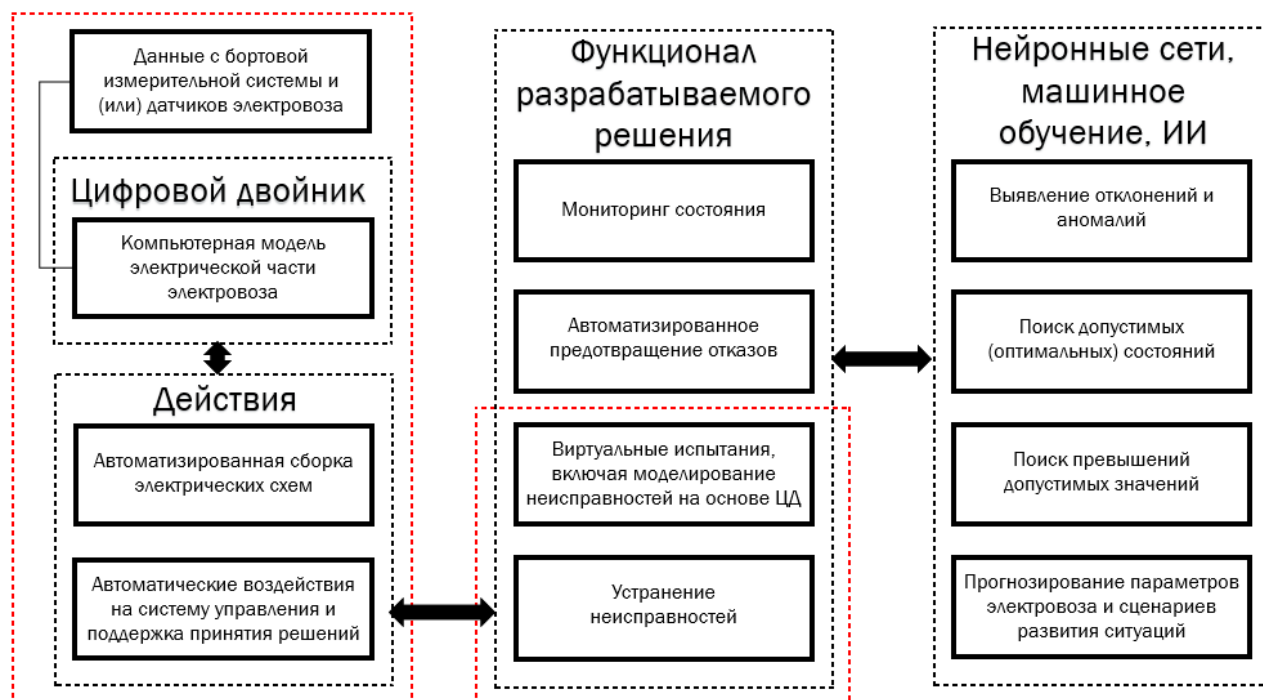 Данные с бортовой
измерительной системы и
(или) датчиков электровоза
Цифровой двойник
Компьютерная модель
электрической части
электровоза
Действия
Автоматизированная сборка
электрических схем
Автоматические воздействия
на систему управления и
поддержка принятия решений
Функционал
разрабатываемого
решения
Мониторинг состояния
Автоматизированное
предотвращение отказов
Виртуальные испытания,
включая моделирование
неисправностей на основе ЦД
Устранение
неисправностей
Нейронные сети,
машинное
обучение, ИИ
Выявление отклонений и
аномалий
Поиск допустимых
(оптимальных) состояний
Поиск превышений
допустимых значений
Прогнозирование параметров
электровоза и сценариев
развития ситуаций